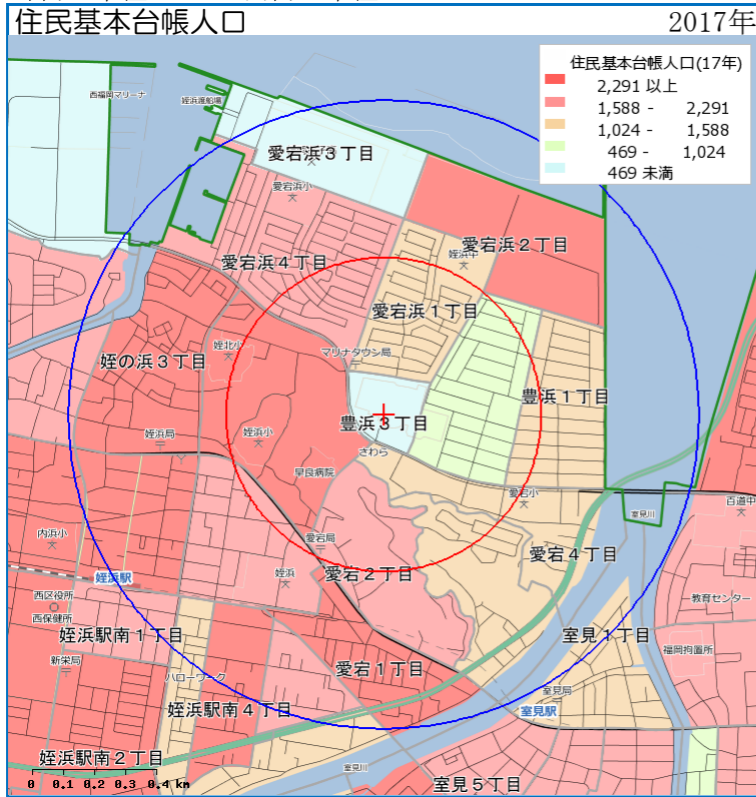 住民基本台帳人口
2017年
住民基本台帳人口(17年)
2,291 以上
1,588 - 2,291
1,024 - 1,588
469 - 1,024
469 未満
西福岡マリーナ
姪浜渡船場
愛宕浜3丁目
愛宕浜小
愛宕浜2丁目
姪浜中
愛宕浜4丁目
愛宕浜1丁目
姪北小
マリナタウン局
姪の浜3丁目
豊浜1丁目
豊浜3丁目
姪浜局
姪浜小
さわら
早良病院
愛宕小
百道中
室見川
内浜小
愛宕局
愛宕4丁目
姪浜駅
姪浜
愛宕2丁目
西区役所
教育センター
西保健所
姪浜駅南1丁目
室見1丁目
福岡拘置所
新栄局
ハローワーク
愛宕1丁目
室見局
姪浜駅南4丁目
室見駅
姪浜駅南2丁目
室見川
室見5丁目
0 0.1 0.2 0.3 0.4 km